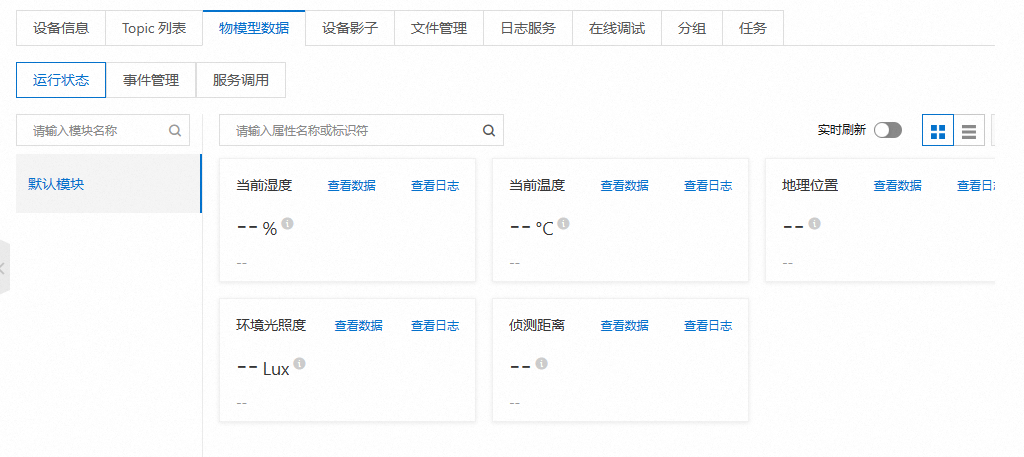 设备信息 Topic 列表 物模型数据 设备影子 文件管理 日志服务 在线调试 分组 任务
运行状态 事件管理 服务调用
请输入模块名称 请输入属性名称或标识符 实时刷新
默认模块
当前湿度 查看数据 查看日志 当前温度 查看数据 查看日志 地理位置 查看数据 查看日
-- % -- °C --
-- -- --
环境光照度 查看数据 查看日志 侦测距离 查看数据 查看日志
-- Lux --
-- --